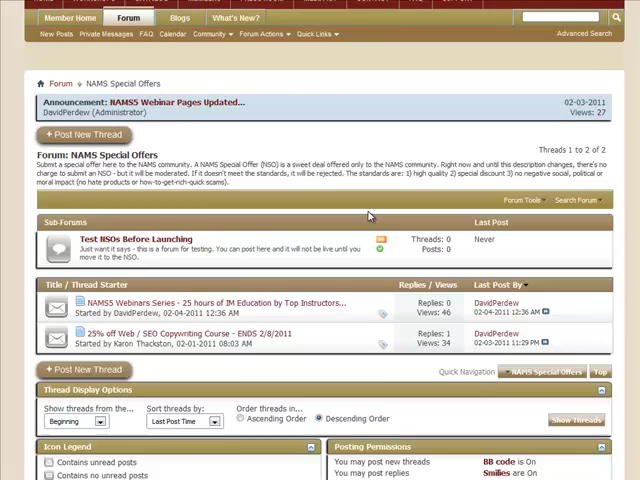 Member Home Forum Blogs What's New?
New Posts Private Messages FAQ Calendar Community Forum Actions Quick Links Advanced Search
Forum NAMS Special Offers
Announcement: NAMS5 Webinar Pages Updated... 02-03-2011
DavidPerdew (Administrator) Views: 27
+ Post New Thread
Threads 1 to 2 of 2
Forum: NAMS Special Offers
Submit a special offer here to the NAMS community. A NAMS Special Offer (NSO) is a sweet deal offered only to the NAMS community. Right now and until this description changes, there's no
charge to submit an NSO - but it will be moderated. If it doesn't meet the standards, it will be rejected. The standards are: 1) high quality 2) special discount 3) no negative social, political or
moral impact (no hate products or how-to-get-rich-quick scams).
Forum Tools Search Forum
Sub-Forums Last Post
Test NSOs Before Launching Threads: 0 Never
Just want it says - this is a forum for testing. You can post here and it will not be live until you Posts: 0
move it to the NSO.
Title / Thread Starter Replies / Views Last Post By
NAMS5 Webinars Series - 25 hours of IM Education by Top Instructors... Replies: 0 DavidPerdew
Started by DavidPerdew, 02-04-2011 12:36 AM Views: 46 02-04-2011 12:36 AM
25% off Web / SEO Copywriting Course - ENDS 2/8/2011 Replies: 1 DavidPerdew
Started by Karon Thackston, 02-01-2011 08:03 AM Views: 34 02-03-2011 11:29 PM
+ Post New Thread Quick Navigation NAMS Special Offers Top
Thread Display Options
Show threads from the... Sort threads by: Order threads in...
Beginning Last Post Time Ascending Order Descending Order Show Threads
Icon Legend Posting Permissions
Contains unread posts You may post new threads BB code is On
Contains no unread posts You may post replies Smilies are On